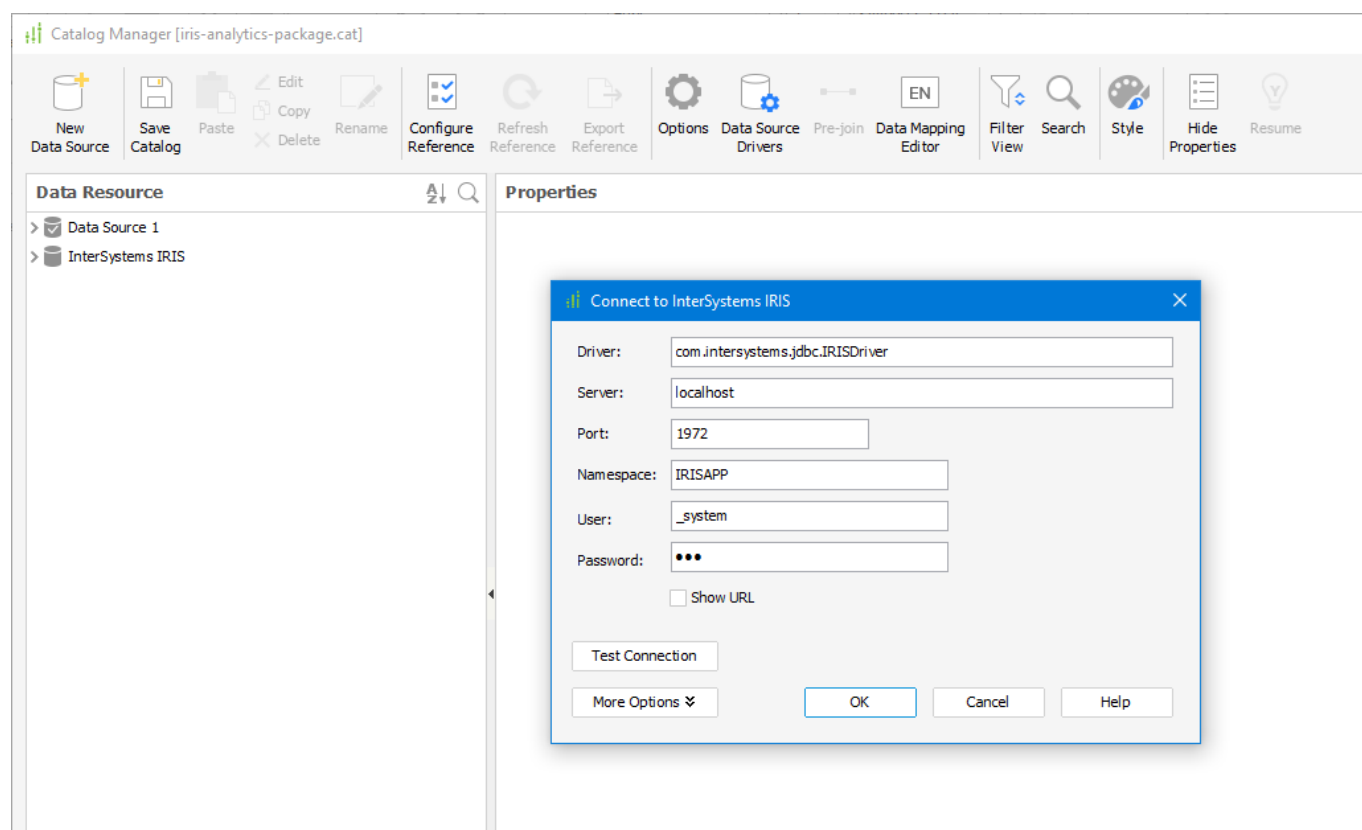 Catalog Manager [iris-analytics-package.cat]
New Data Source
Save Catalog
Paste
Edit
Copy
Delete
Rename
Configure Reference
Refresh Reference
Export Reference
Options
Data Source Drivers
Pre-join
EN
Data Mapping Editor
Filter View
Search
Style
Hide Properties
Y
Resume
Data Resource
A
Z
Properties
Data Source 1
InterSystems IRIS
Connect to InterSystems IRIS
Driver: com.intersystems.jdbc.IRISDriver
Server: localhost
Port: 1972
Namespace: IRISAPP
User: _system
Password: •••
Show URL
Test Connection
More Options
OK
Cancel
Help